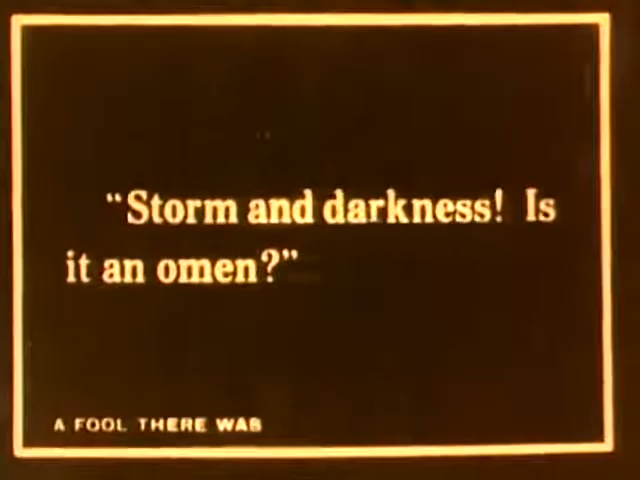 "Storm and darkness! Is
it an omen?"
A FOOL THERE WAS